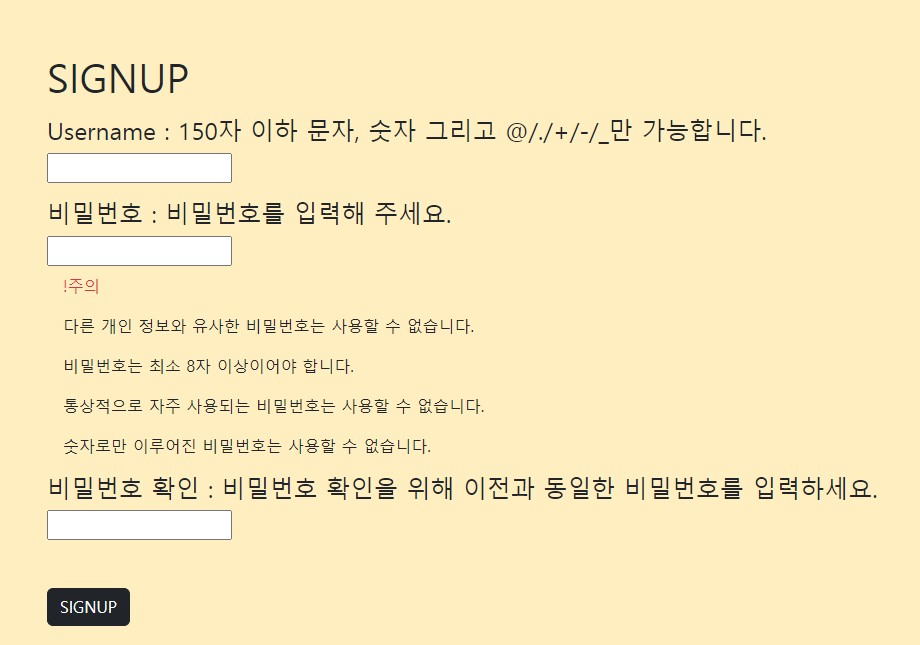 SIGNUP
Username : 150자 이하 문자, 숫자 그리고 @/./+/-/_만 가능합니다.
비밀번호 : 비밀번호를 입력해 주세요.
!주의
다른 개인 정보와 유사한 비밀번호는 사용할 수 없습니다.
비밀번호는 최소 8자 이상이어야 합니다.
통상적으로 자주 사용되는 비밀번호는 사용할 수 없습니다.
숫자로만 이루어진 비밀번호는 사용할 수 없습니다.
비밀번호 확인 : 비밀번호 확인을 위해 이전과 동일한 비밀번호를 입력하세요.
SIGNUP